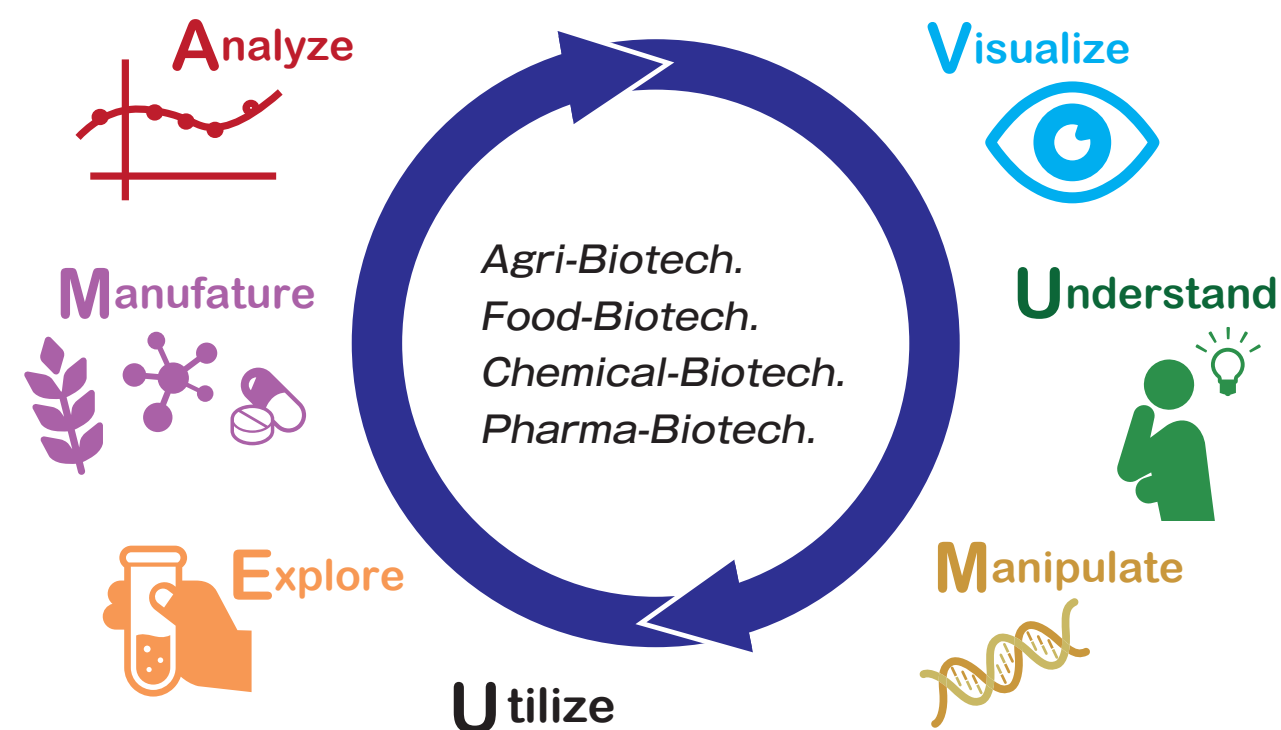 Analyze
Visualize
Manufature
Understand
Agri-Biotech.
Food-Biotech.
Chemical-Biotech.
Pharma-Biotech.
Explore
Manipulate
Utilize